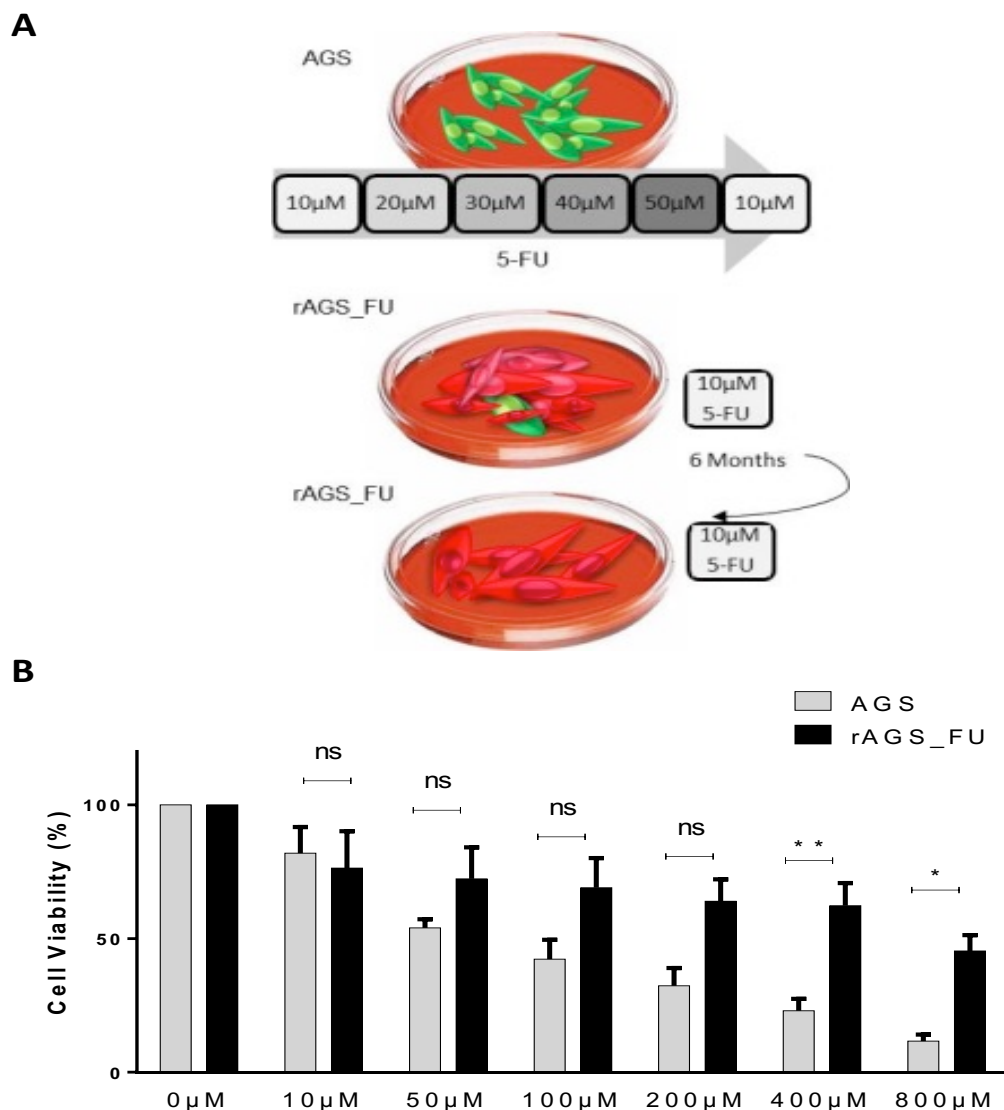 A
AGS
10µM 20µM 30µM 40µM 50µM 10µM
5-FU
rAGS_FU
10µM
5-FU
6 Months
rAGS_FU
10µM
5-FU
B
AGS
rAGS_FU
ns
ns
ns
ns
* *
*
100
50
0
Cell Viability (%)
0µM 10µM 50µM 100µM 200µM 400µM 800µM